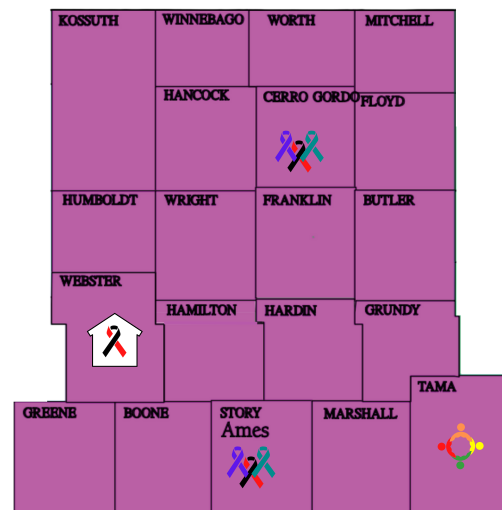 KOSSUTH
WINNEBAGO
WORTH
MITCHELL
HANCOCK
CERRO GORDO
FLOYD
HUMBOLDT
WRIGHT
FRANKLIN
BUTLER
WEBSTER
HAMILTON
HARDIN
GRUNDY
TAMA
GREENE
BOONE
STORY
Ames
MARSHALL